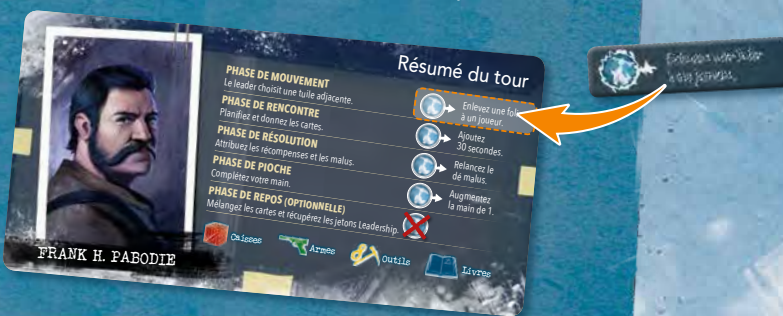 Résumé du tour
PHASE DE MOUVEMENT
Le leader choisit une tuile adjacente.
Enlevez une
à un joueur.
PHASE DE RENCONTRE
Planifiez et donnez les cartes.
Ajoutez
30 secondes.
PHASE DE RÉSOLUTION
Attribuez les récompenses et les malus.
Relancez le
dé malus.
PHASE DE PIOCHE
Complétez votre main.
Augmentez
la main de 1.
PHASE DE REPOS (OPTIONNELLE)
Mélangez les cartes et récupérez les jetons Leadership.
Caisses
Armes
Outils
Livres
FRANK H. PABODIE